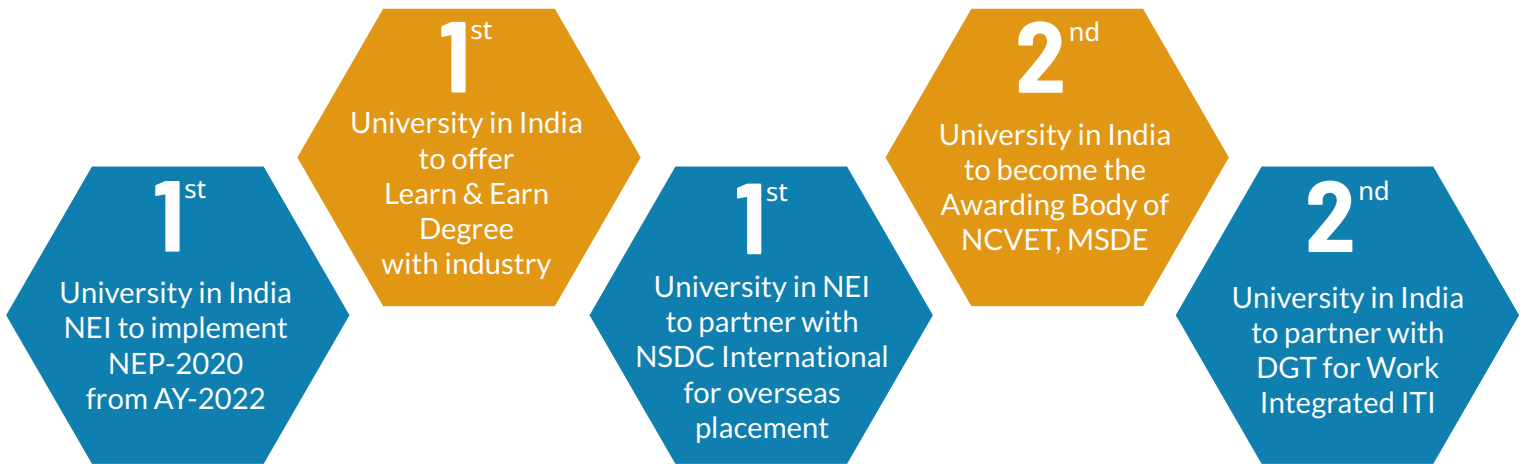 1st
University in India
NEI to implement
NEP-2020
from AY-2022
1st
University in India
to offer
Learn & Earn
Degree
with industry
1st
University in NEI
to partner with
NSDC International
for overseas
placement
2nd
University in India
to become the
Awarding Body of
NCVET, MSDE
2nd
University in India
to partner with
DGT for Work
Integrated ITI